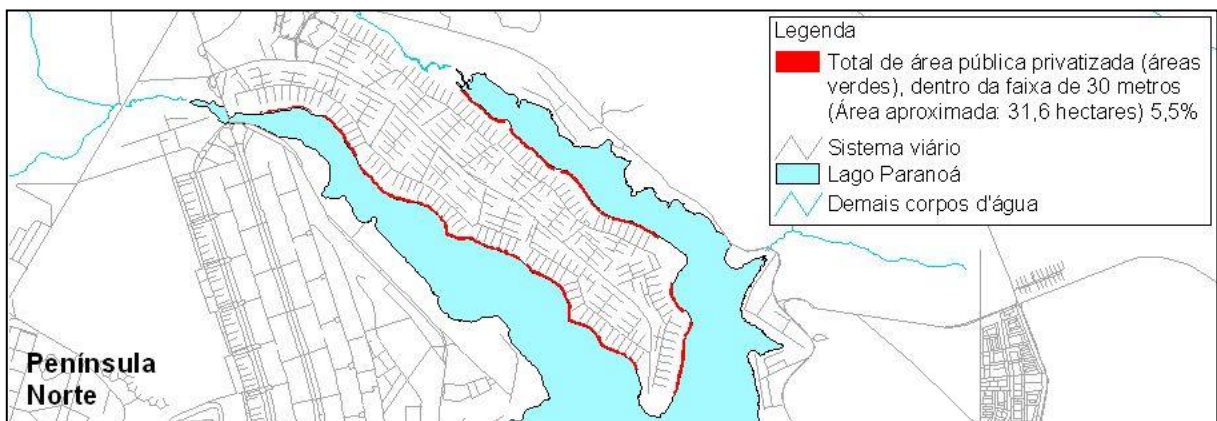 Legenda
Total de área pública privatizada (áreas
verdes), dentro da faixa de 30 metros
(Área aproximada: 31,6 hectares) 5,5%
Sistema viário
Lago Paranoá
Demais corpos d'água
Península
Norte